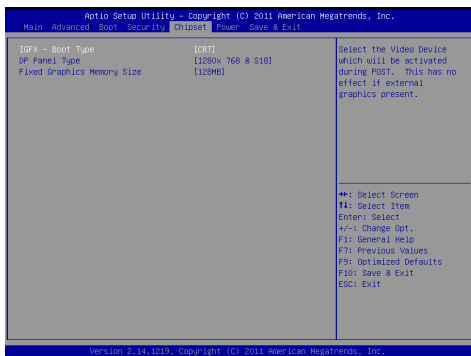 Aptio Setup Utility – Copyright (C) 2011 American Megatrends, Inc.
Main Advanced Boot Security Chipset Power Save & Exit
IGFX - Boot Type [CRT]
DP Panel Type [1280x 768 & S18]
Fixed Graphics Memory Size [128MB]
Select the Video Device
which will be activated
during POST. This has no
effect if external
graphics present.
↔: Select Screen
↑↓: Select Item
Enter: Select
+/-: Change Opt.
F1: General Help
F7: Previous Values
F9: Optimized Defaults
F10: Save & Exit
ESC: Exit
Version 2.14.1219. Copyright (C) 2011 American Megatrends, Inc.